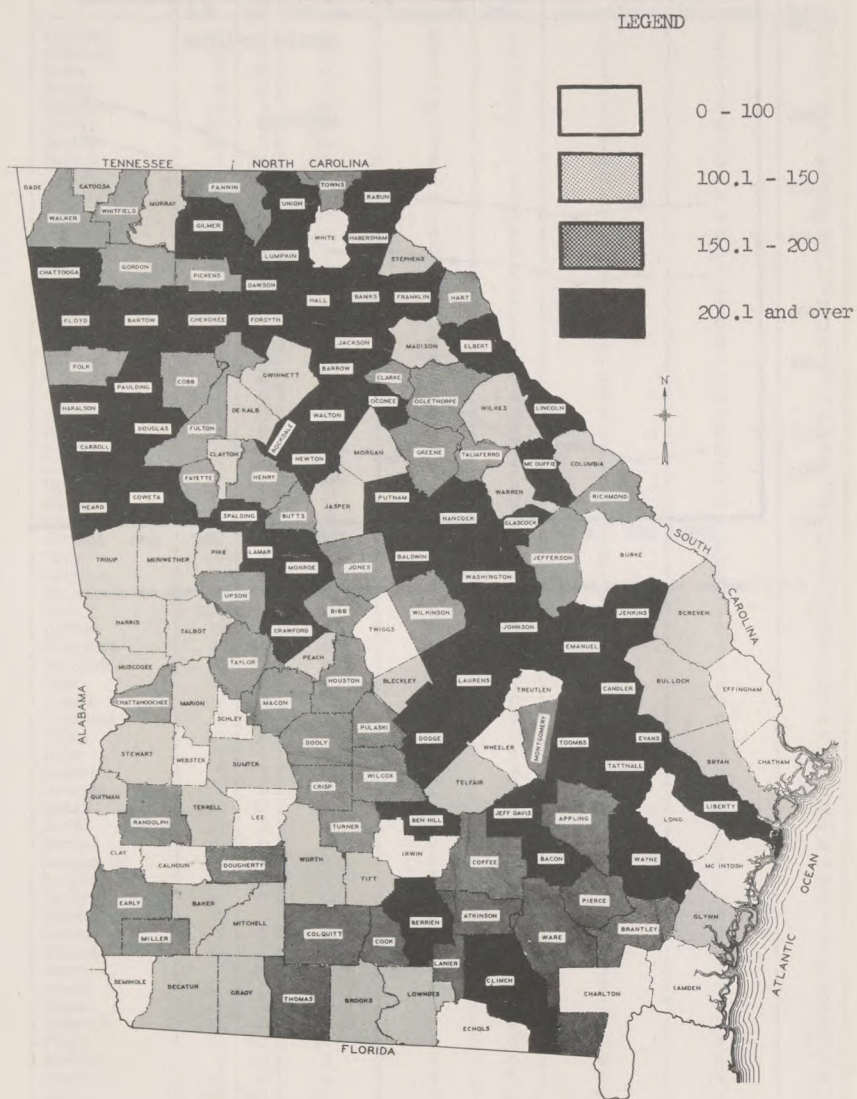 LEGEND
0 - 100
100.1 - 150
150.1 - 200
200.1 and over
TENNESSEE
NORTH CAROLINA
DADE
CATOOSA
WALKER
WHITFIELD
MURRAY
FANNIN
GILMER
UNION
TOWNS
RABUN
WHITE
HABERSHAM
LUMPKIN
STEPHENS
CHATTOOGA
GORDON
PICKENS
DAWSON
HALL
BANKS
FRANKLIN
HART
FLOYD
BARTOW
CHEROKEE
FORSYTH
JACKSON
MADISON
ELBERT
POLK
PAULDING
COBB
GWINNETT
BARROW
CLARKE
OCONEE
OGLETHORPE
WILKES
LINCOLN
N
HARALSON
DOUGLAS
FULTON
DE KALB
ROCKDALE
WALTON
CARROLL
CLAYTON
NEWTON
MORGAN
GREENE
TALIAFERRO
MC DUFFIE
COLUMBIA
FAYETTE
HENRY
WARREN
RICHMOND
HEARD
COWETA
SPALDING
BUTTS
JASPER
PUTNAM
HANCOCK
GLASCOCK
SOUTH CAROLINA
TROUP
MERIWETHER
PIKE
LAMAR
MONROE
JONES
BALDWIN
WASHINGTON
JEFFERSON
BURKE
UPSON
BIBB
WILKINSON
JENKINS
SCREVEN
HARRIS
TALBOT
CRAWFORD
TWIGGS
JOHNSON
EMANUEL
MUSCOGEE
TAYLOR
PEACH
HOUSTON
BLECKLEY
LAURENS
TREUTLEN
CANDLER
BULLOCH
EFFINGHAM
ALABAMA
CHATTAHOOCHEE
MARION
SCHLEY
MACON
PULASKI
DODGE
WHEELER
MONTGOMERY
TOOMBS
EVANS
BRYAN
CHATHAM
STEWART
WEBSTER
SUMTER
DOOLY
WILCOX
TELFAIR
TATTNALL
QUITMAN
RANDOLPH
TERRELL
LEE
CRISP
BEN HILL
JEFF DAVIS
APPLING
LONG
LIBERTY
CLAY
CALHOUN
DOUGHERTY
WORTH
TURNER
IRWIN
COFFEE
BACON
WAYNE
MC INTOSH
TIFT
EARLY
BAKER
MITCHELL
COLQUITT
COOK
BERRIEN
ATKINSON
WARE
PIERCE
BRANTLEY
GLYNN
MILLER
LANIER
CLINCH
SEMINOLE
DECATUR
GRADY
THOMAS
BROOKS
LOWNDES
ECHOLS
CHARLTON
CAMDEN
ATLANTIC OCEAN
FLORIDA